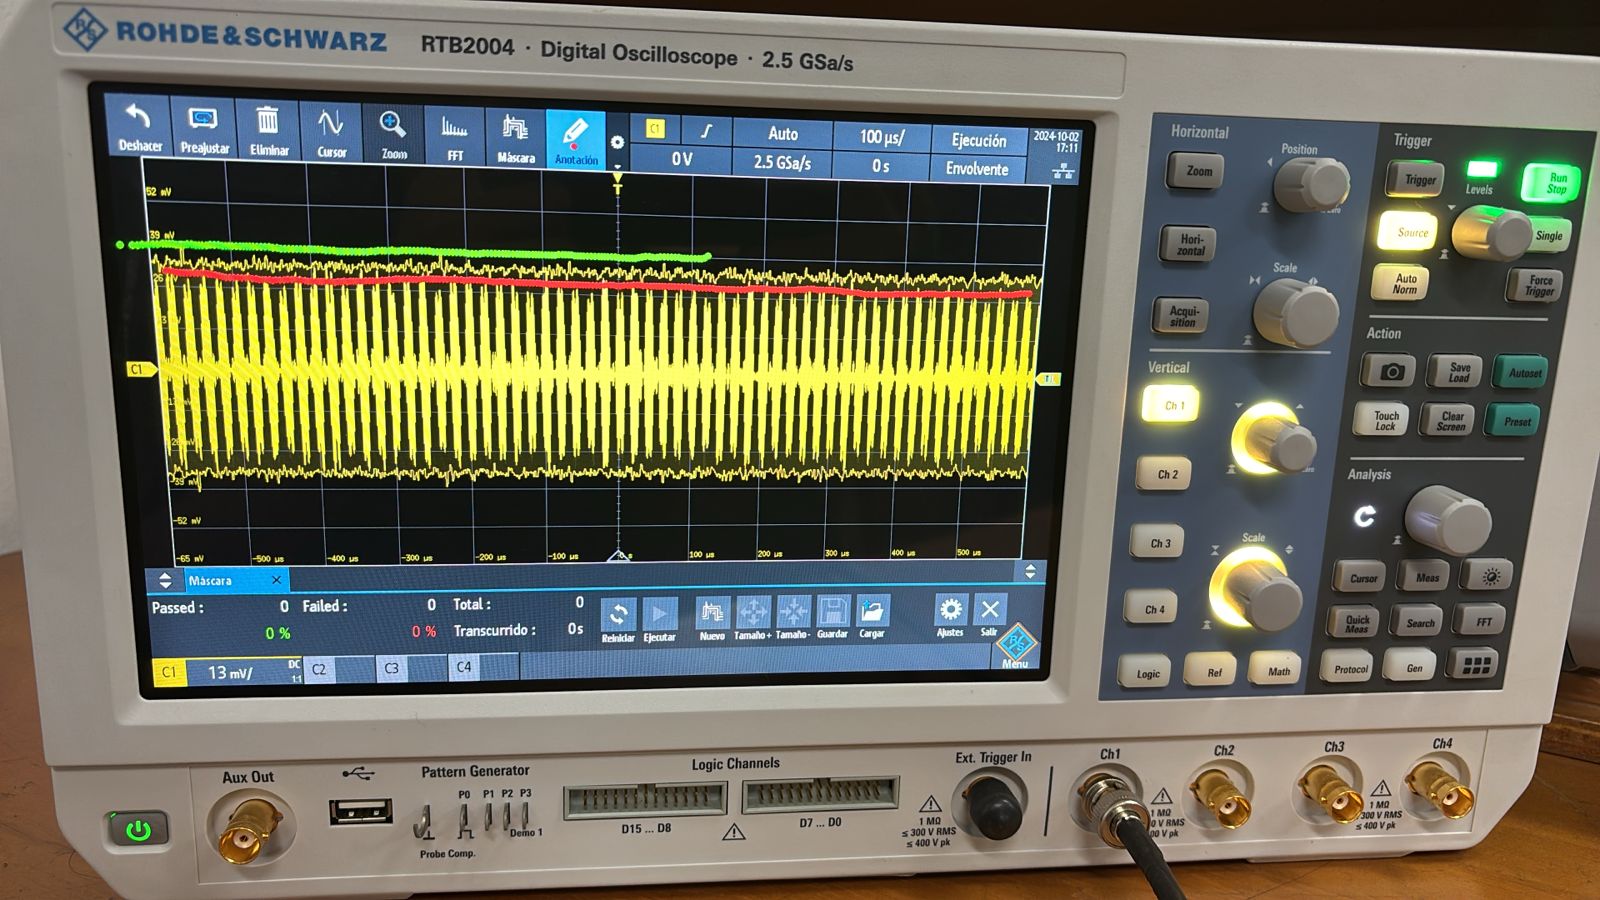 ROHDE&SCHWARZ RTB2004 · Digital Oscilloscope · 2.5 GSa/s
Deshacer Preajustar Eliminar Cursor Zoom FFT Máscara Anotación
C1 Auto 100 µs/ Ejecución 2024-10-02
17:11
0 V 2.5 GSa/s 0 s Envolvente
T
52 mV
39 mV
C1
-39 mV
-52 mV
-65 mV -500 µs -400 µs -300 µs -200 µs -100 µs 0 s 100 µs 200 µs 300 µs 400 µs 500 µs
Máscara
Passed : 0 Failed : 0 Total : 0
0 % 0 % Transcurrido : 0 s
Reiniciar Ejecutar Nuevo Tamaño+ Tamaño- Guardar Cargar Ajustes Salir
C1 13 mV/ DC
1:1
C2 C3 C4
R&S
Menu
Horizontal
Position
Zoom
Hori-
zontal
Scale
Acqui-
sition
Vertical
Ch 1
Ch 2
Ch 3
Scale
Ch 4
Logic Ref Math
Trigger
Trigger
Levels
Run
Stop
Source
Single
Auto
Norm
Force
Trigger
Action
Save
Load
Autoset
Touch
Lock
Clear
Screen
Preset
Analysis
Cursor Meas
Quick
Meas
Search FFT
Protocol Gen
Aux Out
Pattern Generator
P0 P1 P2 P3
Demo 1
Probe Comp.
Logic Channels
D15 ... D8 D7 ... D0
Ext. Trigger In
1 MΩ
≤ 300 V RMS
≤ 400 V pk
Ch1 Ch2 Ch3 Ch4
1 MΩ
1 MΩ
≤ 400 V pk